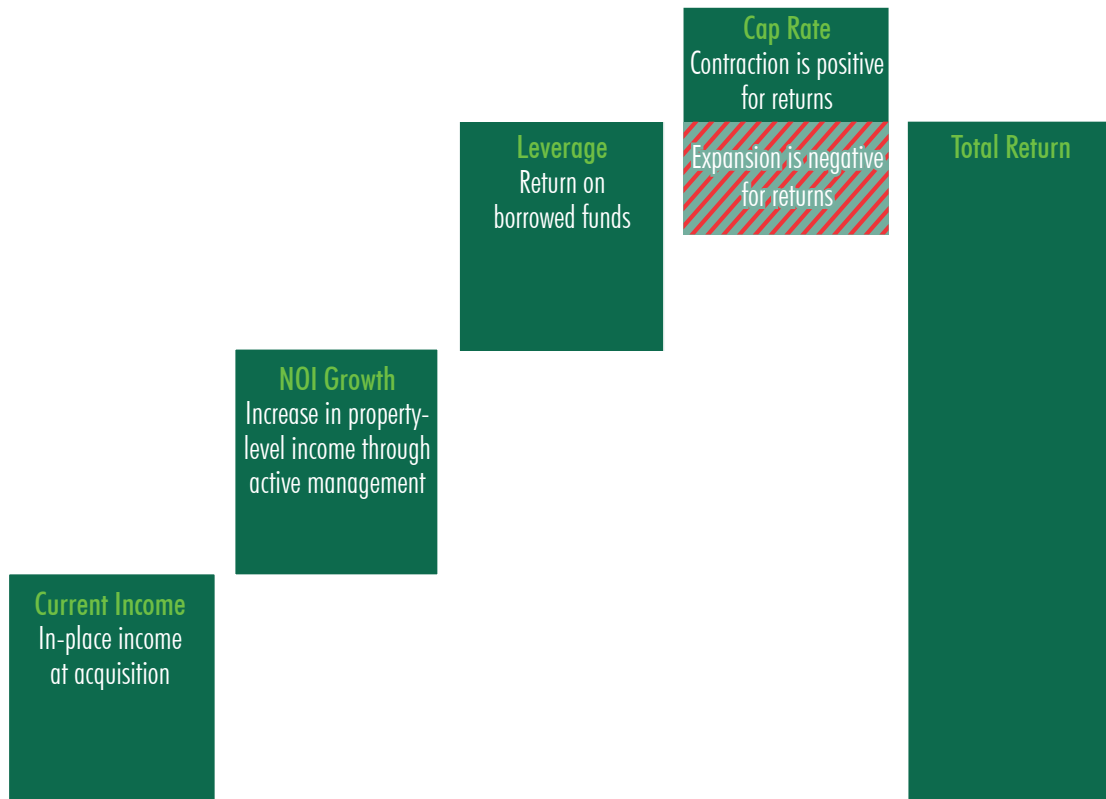 Cap Rate
Contraction is positive
for returns
Expansion is negative
for returns
Leverage
Return on
borrowed funds
Total Return
NOI Growth
Increase in property-
level income through
active management
Current Income
In-place income
at acquisition